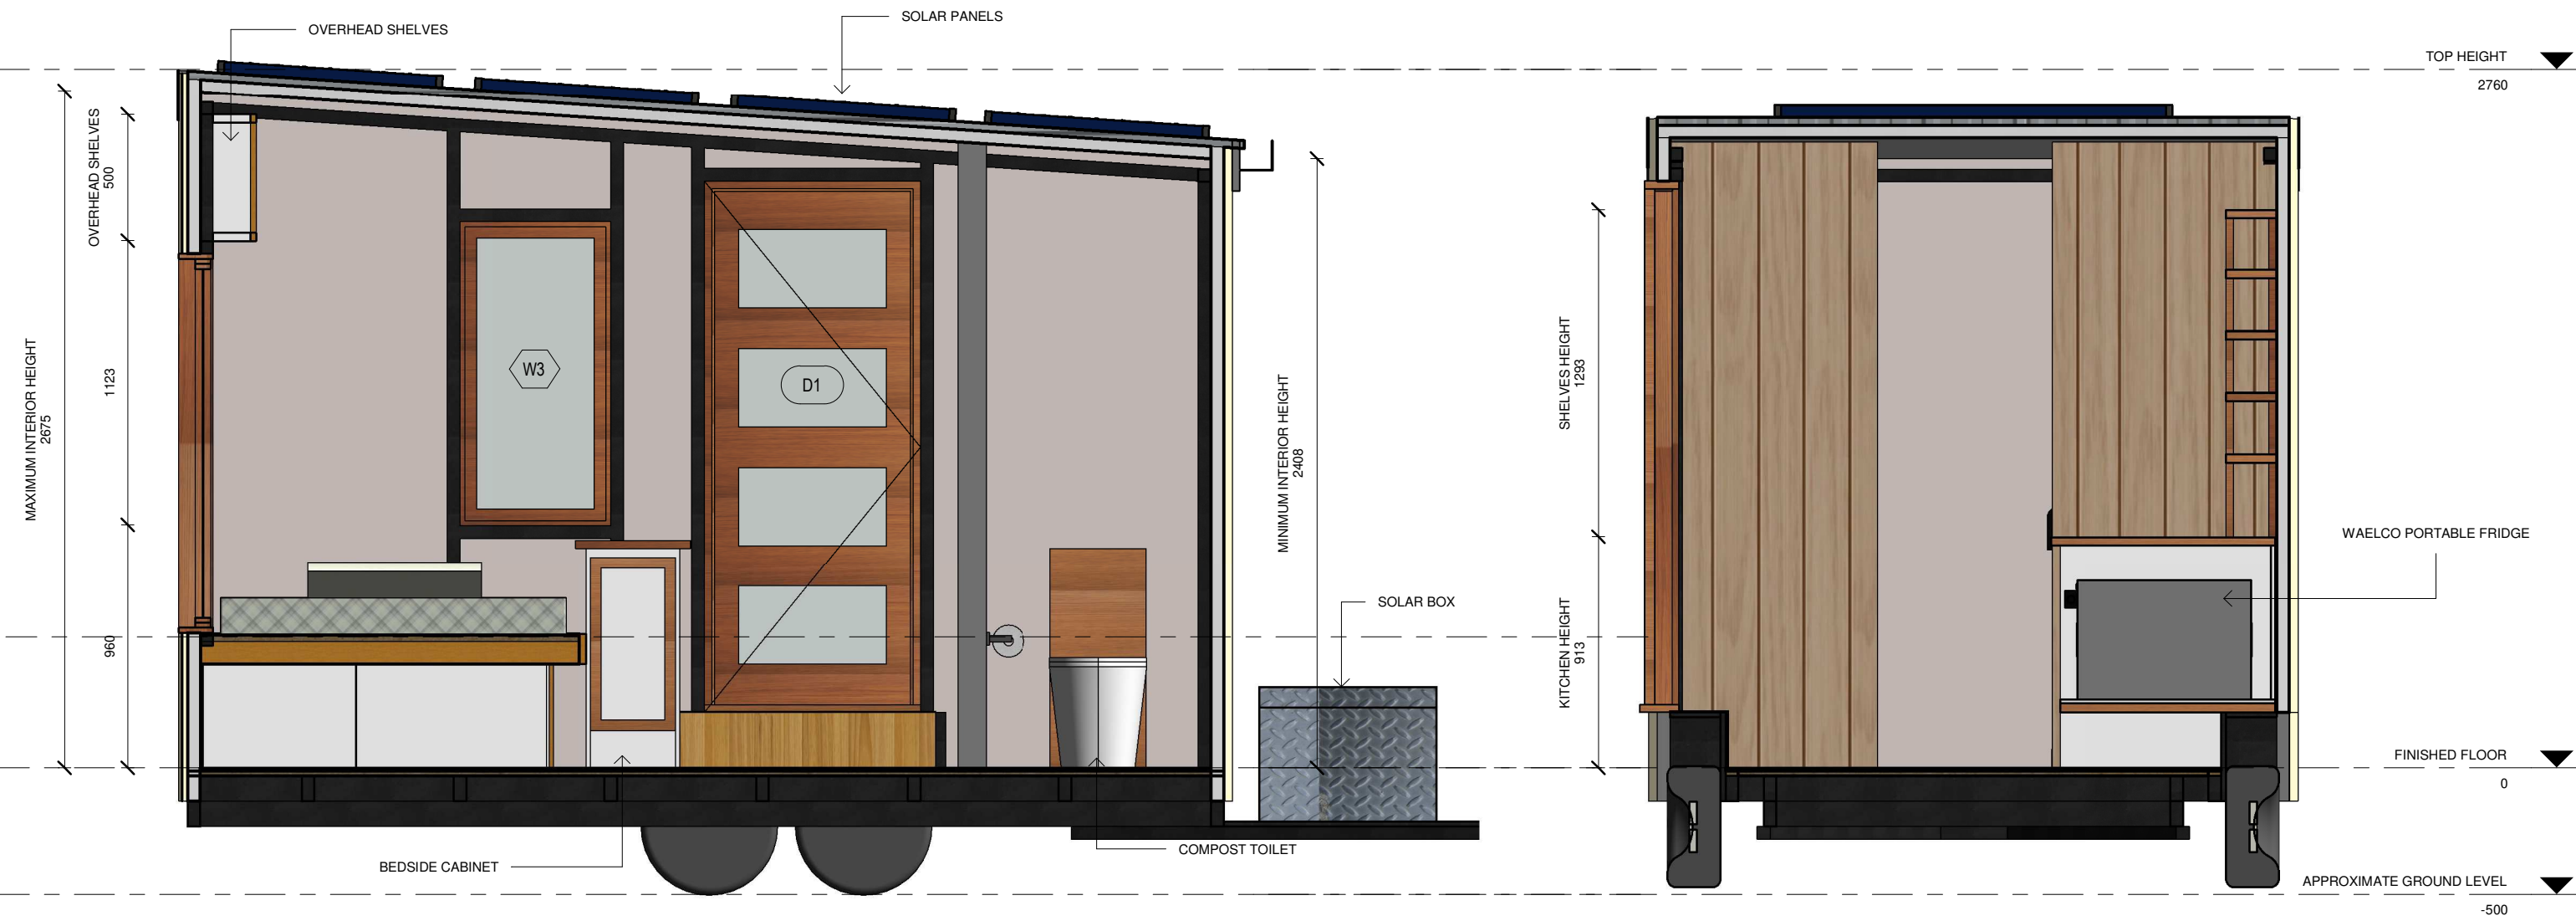 SOLAR PANELS
OVERHEAD SHELVES
TOP HEIGHT
2760
OVERHEAD SHELVES
500
MAXIMUM INTERIOR HEIGHT
2675
1123
960
W3
D1
MINIMUM INTERIOR HEIGHT
2408
SHELVES HEIGHT
1293
KITCHEN HEIGHT
913
WAELCO PORTABLE FRIDGE
SOLAR BOX
FINISHED FLOOR
0
BEDSIDE CABINET
COMPOST TOILET
APPROXIMATE GROUND LEVEL
-500